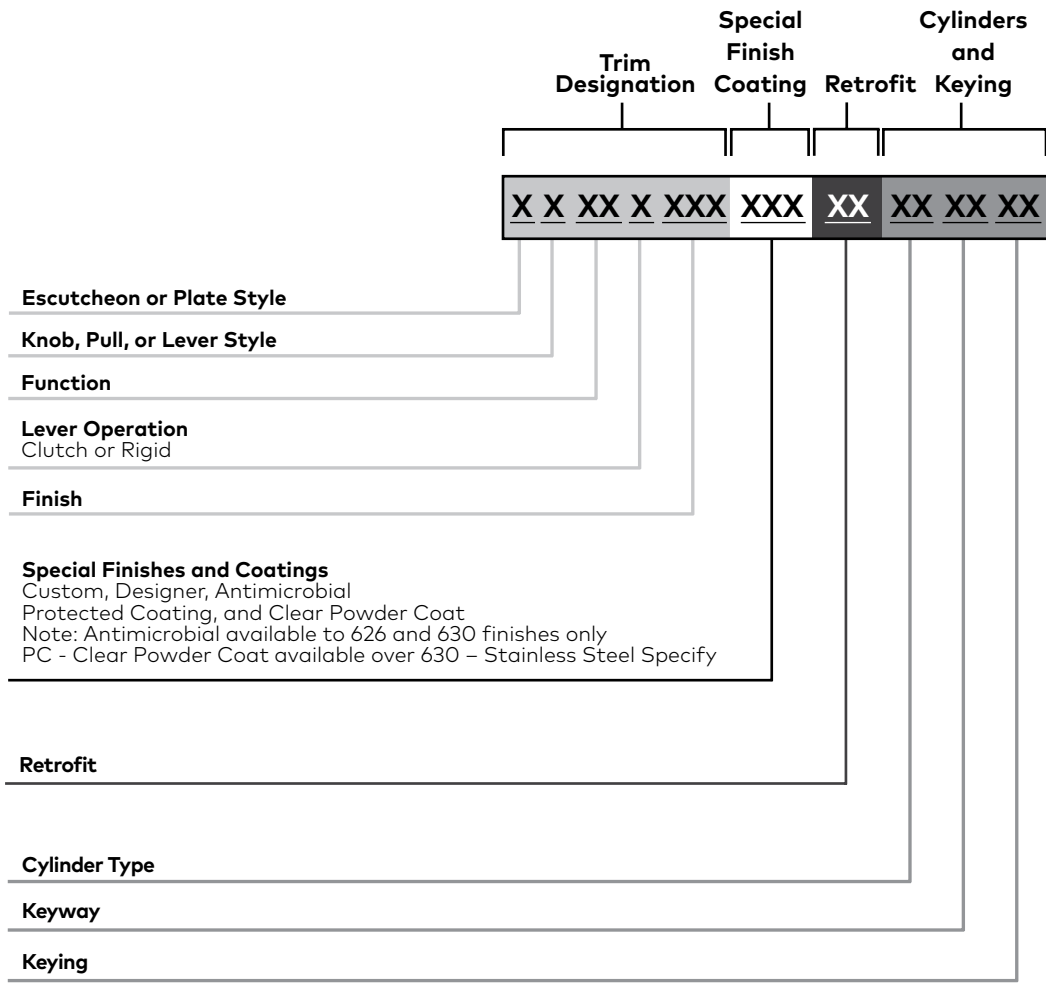 Trim
Designation
Special
Finish
Coating
Retrofit
Cylinders
and
Keying
X X XX X XXX XXX XX XX XX XX
Escutcheon or Plate Style
Knob, Pull, or Lever Style
Function
Lever Operation
Clutch or Rigid
Finish
Special Finishes and Coatings
Custom, Designer, Antimicrobial
Protected Coating, and Clear Powder Coat
Note: Antimicrobial available to 626 and 630 finishes only
PC - Clear Powder Coat available over 630 – Stainless Steel Specify
Retrofit
Cylinder Type
Keyway
Keying